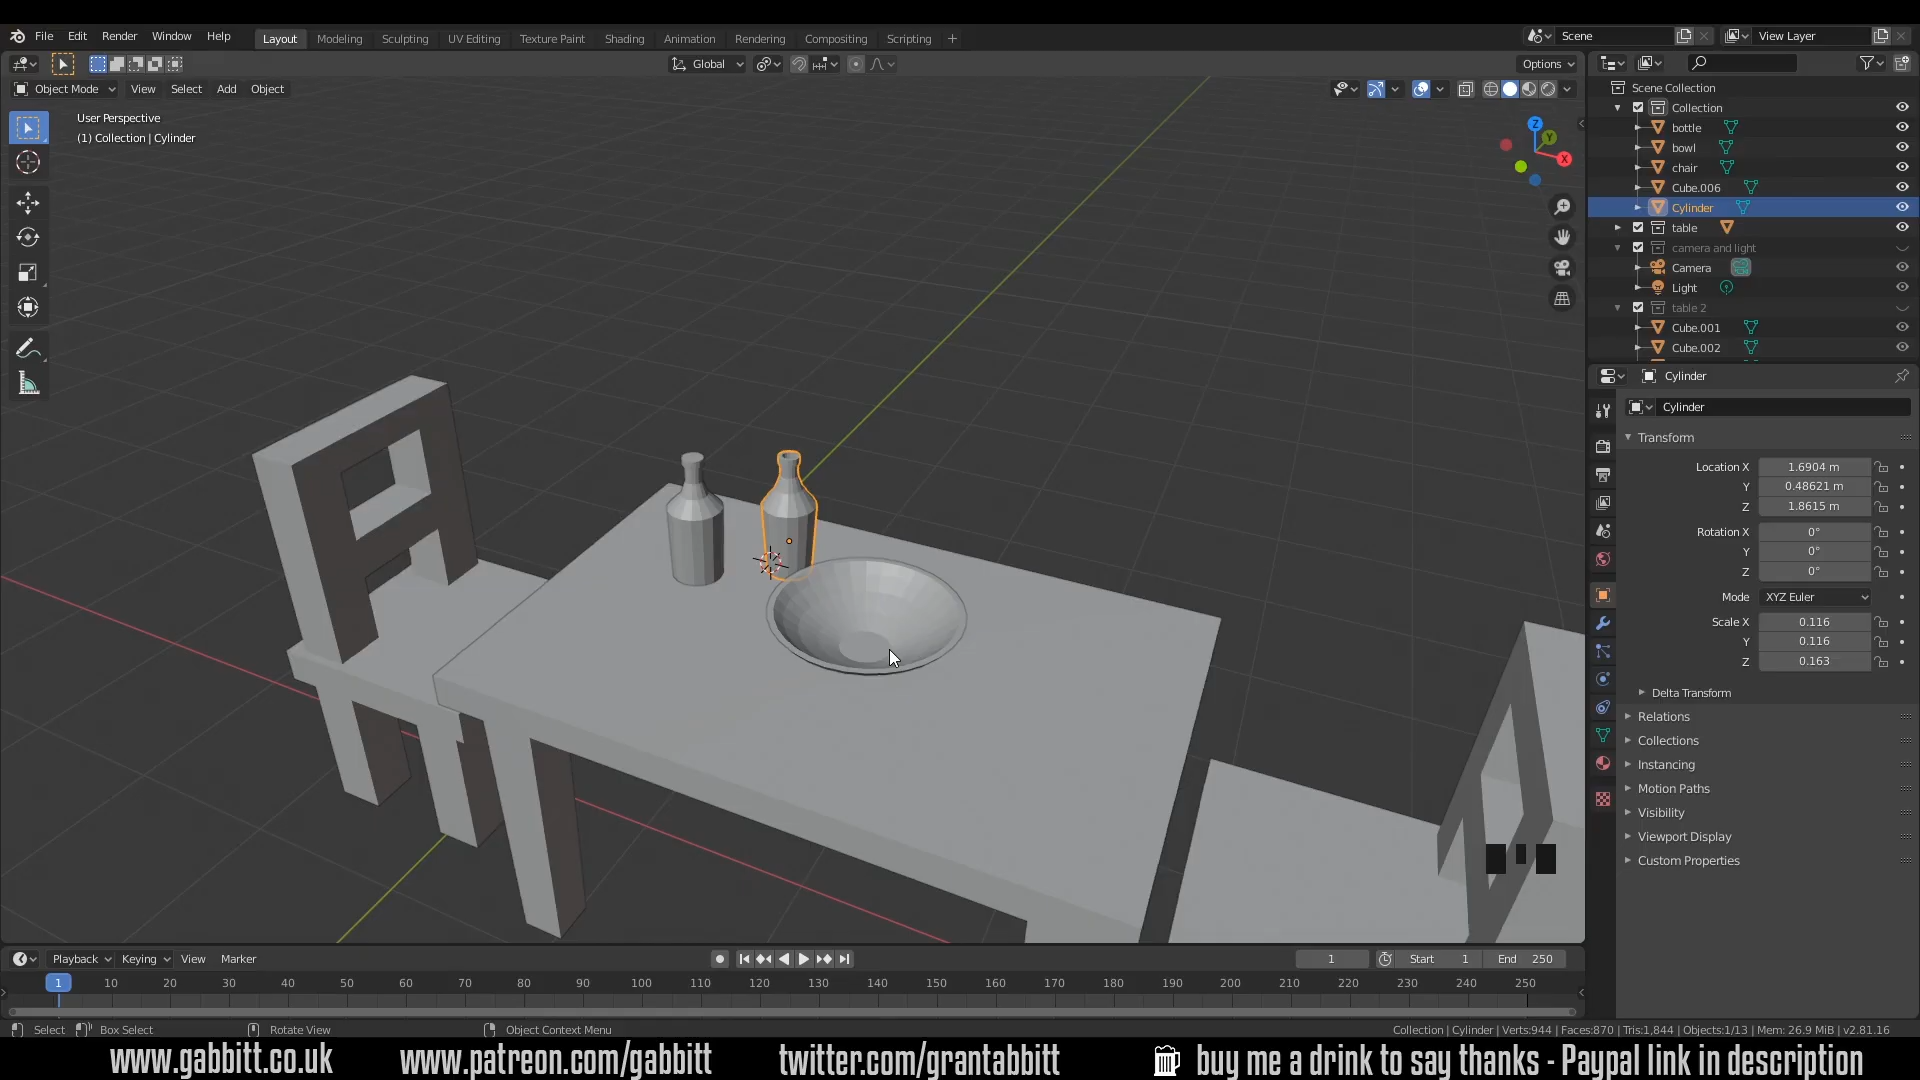 File Edit Render Window Help
Layout Modeling Sculpting UV Editing Texture Paint Shading Animation Rendering Compositing Scripting +
Scene
View Layer
Global
Options
Object Mode View Select Add Object
User Perspective
(1) Collection | Cylinder
Z
Y
X
Scene Collection
Collection
bottle
bowl
chair
Cube.006
Cylinder
table
camera and light
Camera
Light
table 2
Cube.001
Cube.002
Cylinder
Cylinder
Transform
Location X 1.6904 m
Y 0.48621 m
Z 1.8615 m
Rotation X 0°
Y 0°
Z 0°
Mode XYZ Euler
Scale X 0.116
Y 0.116
Z 0.163
Delta Transform
Relations
Collections
Instancing
Motion Paths
Visibility
Viewport Display
Custom Properties
Playback Keying View Marker
1 Start 1 End 250
1 10 20 30 40 50 60 70 80 90 100 110 120 130 140 150 160 170 180 190 200 210 220 230 240 250
Select Box Select Rotate View Object Context Menu
Collection | Cylinder | Verts:944 | Faces:870 | Tris:1,844 | Objects:1/13 | Mem: 26.9 MiB | v2.81.16
www.gabbitt.co.uk www.patreon.com/gabbitt twitter.com/grantabbitt buy me a drink to say thanks - Paypal link in description